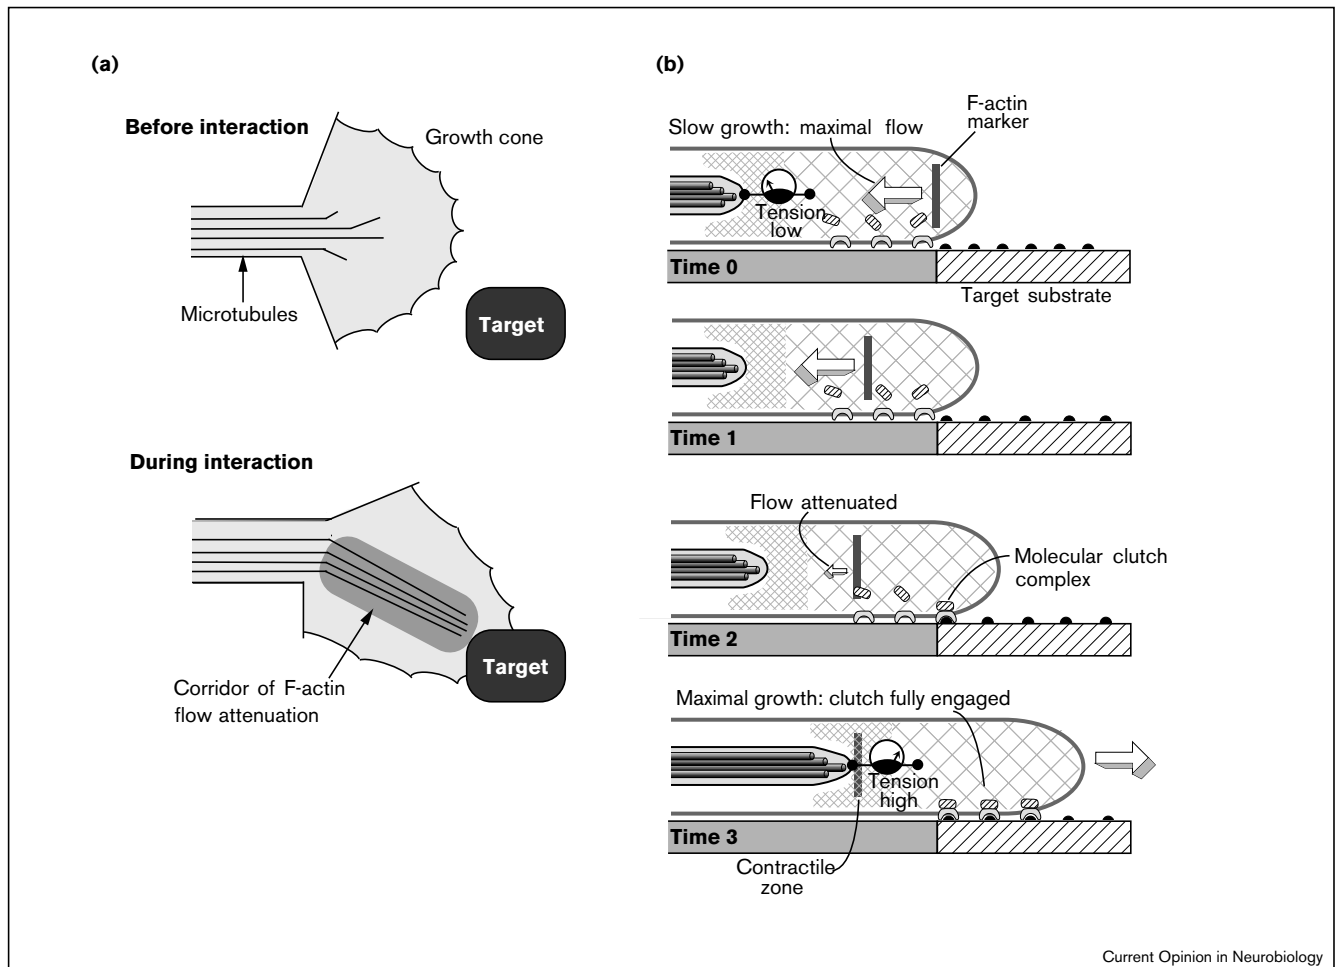 (a)
Before interaction
Growth cone
Microtubules
Target
During interaction
Corridor of F-actin
flow attenuation
Target
(b)
F-actin
marker
Slow growth: maximal flow
Tension
low
Time 0
Target substrate
Time 1
Flow attenuated
Molecular clutch
complex
Time 2
Maximal growth: clutch fully engaged
Tension
high
Time 3
Contractile
zone
Current Opinion in Neurobiology